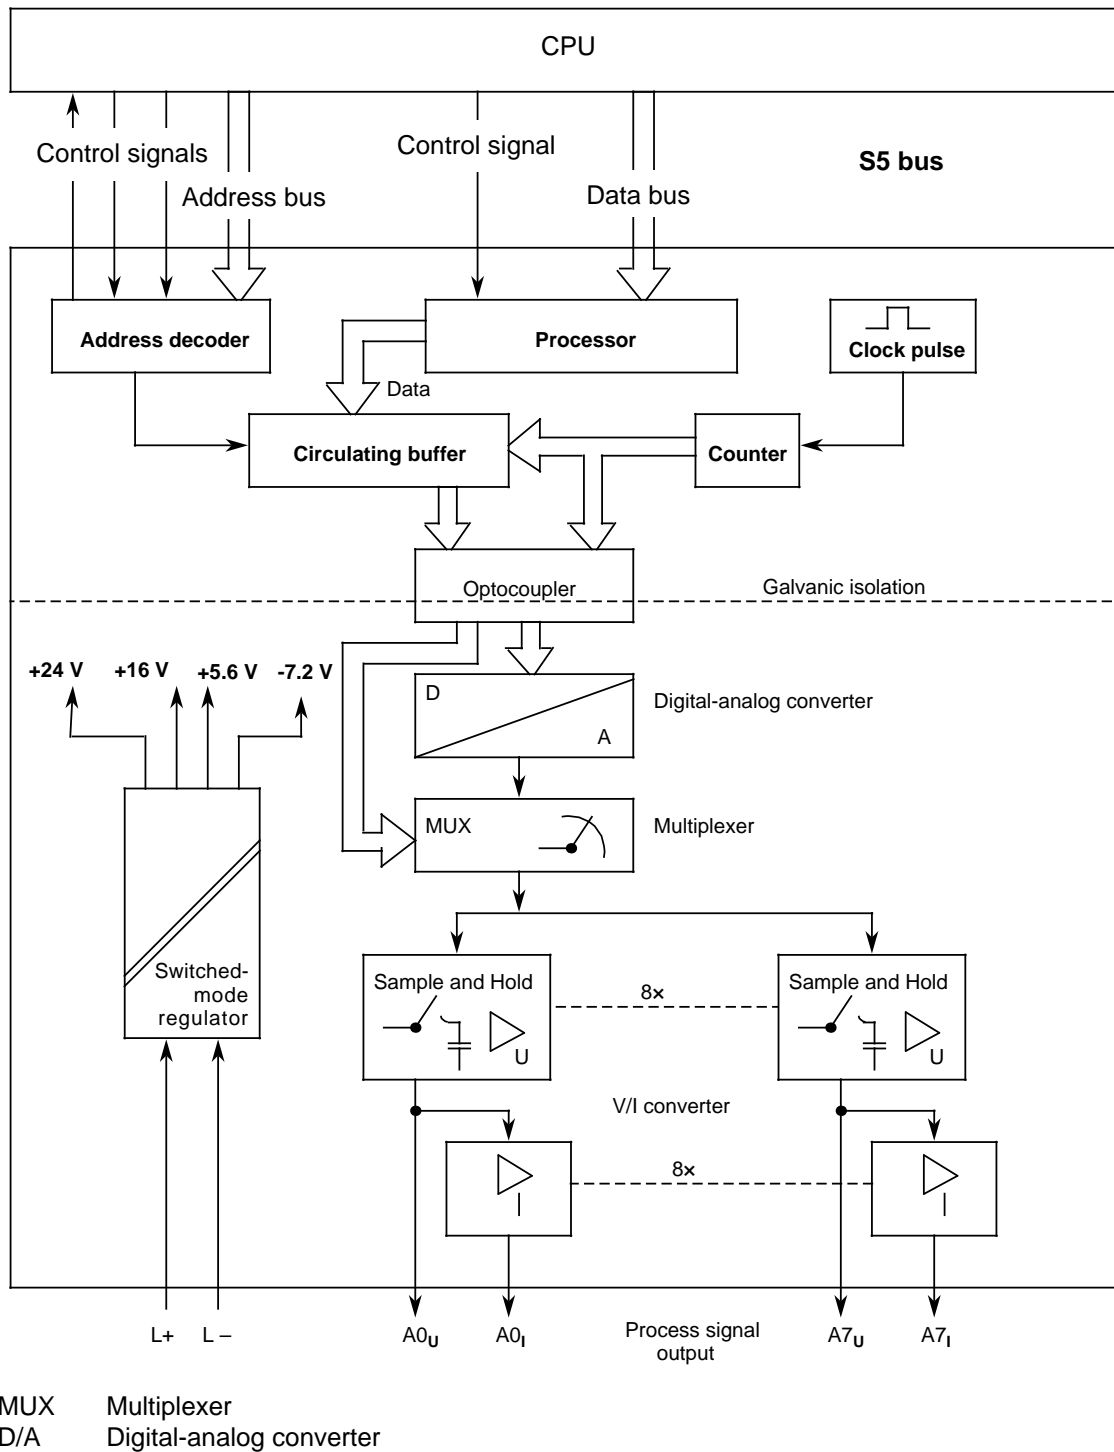 CPU
Control signals
Control signal
S5 bus
Address bus
Data bus
Address decoder
Processor
Clock pulse
Data
Circulating buffer
Counter
Optocoupler
Galvanic isolation
+24 V
+16 V
+5.6 V
-7.2 V
D
A
Digital-analog converter
MUX
Multiplexer
Switched-
mode
regulator
Sample and Hold
U
8×
Sample and Hold
U
V/I converter
I
8×
I
L+
L –
A0U
A0I
Process signal
output
A7U
A7I
MUX Multiplexer
D/A Digital-analog converter